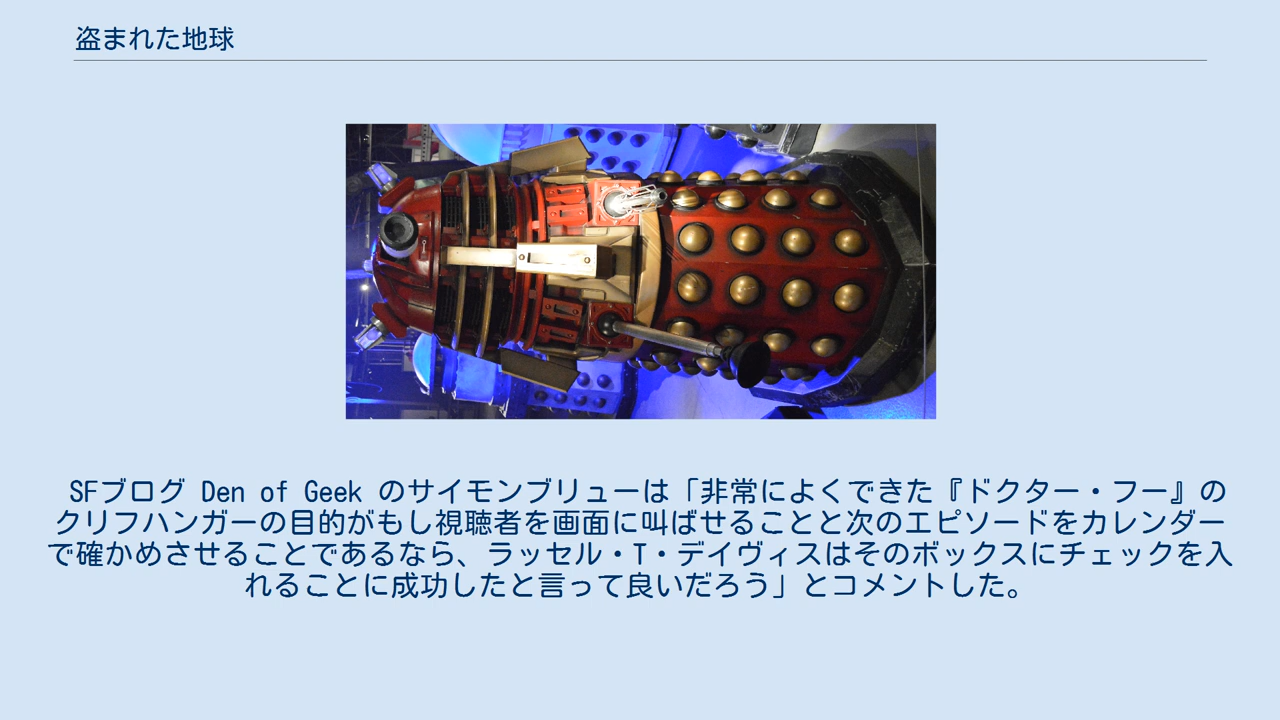 盗まれた地球
SFブログ Den of Geek のサイモンブリューは「非常によくできた『ドクター・フー』の
クリフハンガーの目的がもし視聴者を画面に叫ばせることと次のエピソードをカレンダー
で確かめさせることであるなら、ラッセル・T・デイヴィスはそのボックスにチェックを入
れることに成功したと言って良いだろう」とコメントした。